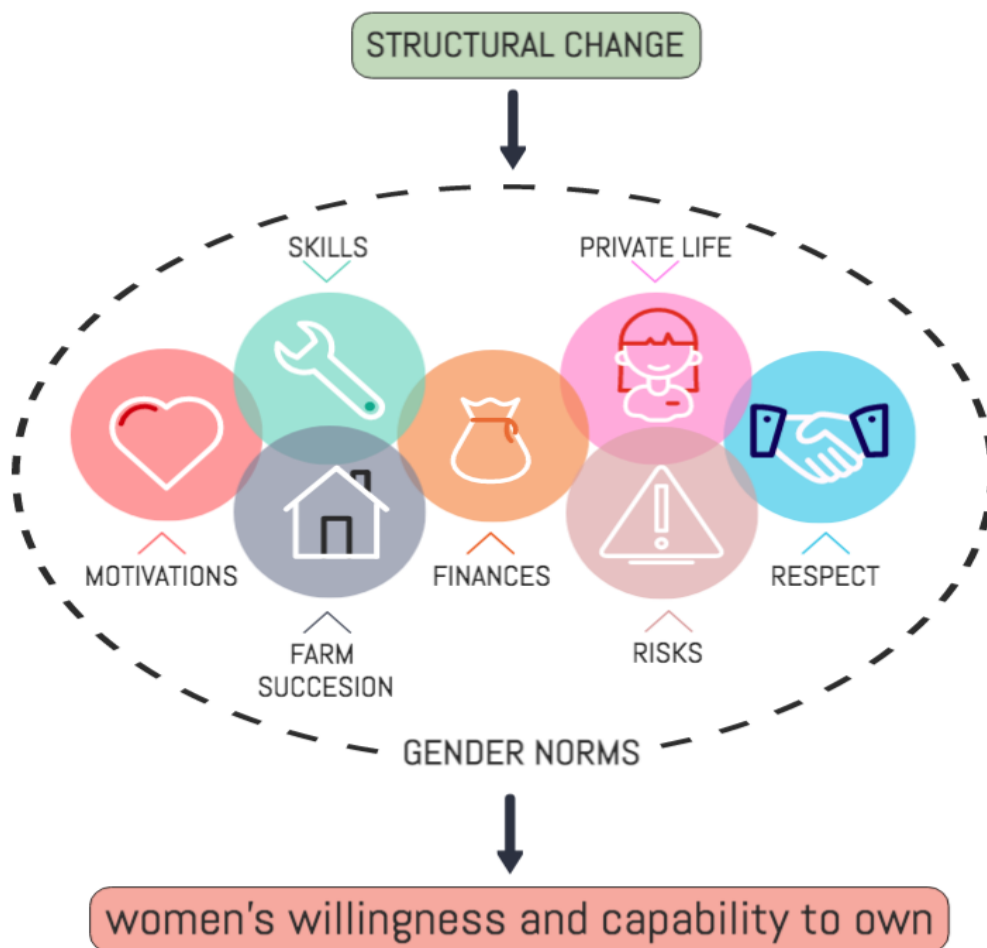 STRUCTURAL CHANGE
SKILLS
PRIVATE LIFE
MOTIVATIONS
FINANCES
RESPECT
FARM
SUCCESION
RISKS
GENDER NORMS
women's willingness and capability to own